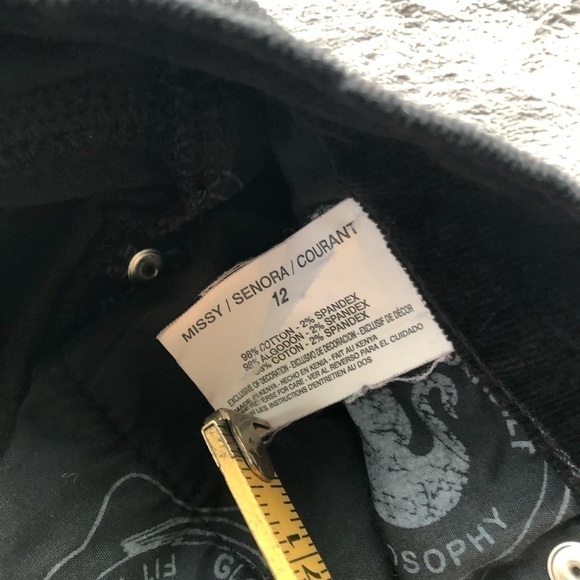 MISSY / SENORA / COURANT
12
98% COTTON - 2% SPANDEX
98% ALGODON - 2% SPANDEX
98% COTON - 2% SPANDEX
EXCLUSIVE OF DECORATION - EXCLUSIVO DE DECORACION - EXCLUSIF DE DÉCOR
MADE IN KENYA - HECHO EN KENIA - FAIT AU KENYA
REVERSE FOR CARE - VER AL REVERSO PARA EL CUIDADO
LES INSTRUCTIONS D'ENTRETIEN AU DOS
OSOPHY
FIT
1